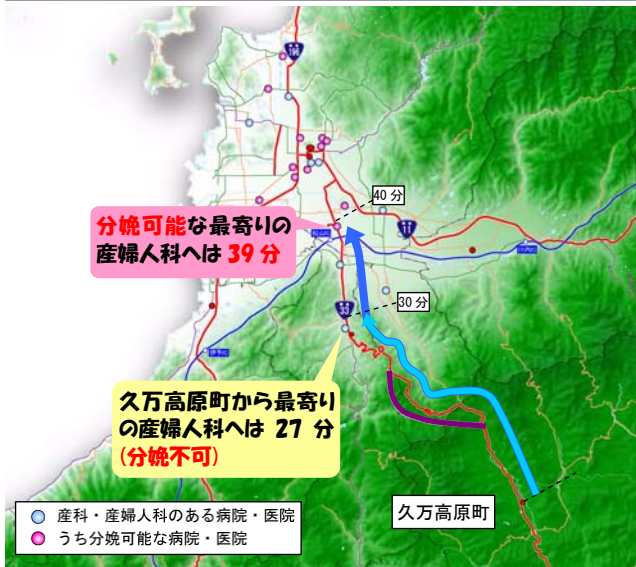 196
40 分
分娩可能な最寄りの
産婦人科へは 39 分
11
30 分
33
久万高原町から最寄り
の産婦人科へは 27 分
(分娩不可)
久万高原町
産科・産婦人科のある病院・医院
うち分娩可能な病院・医院